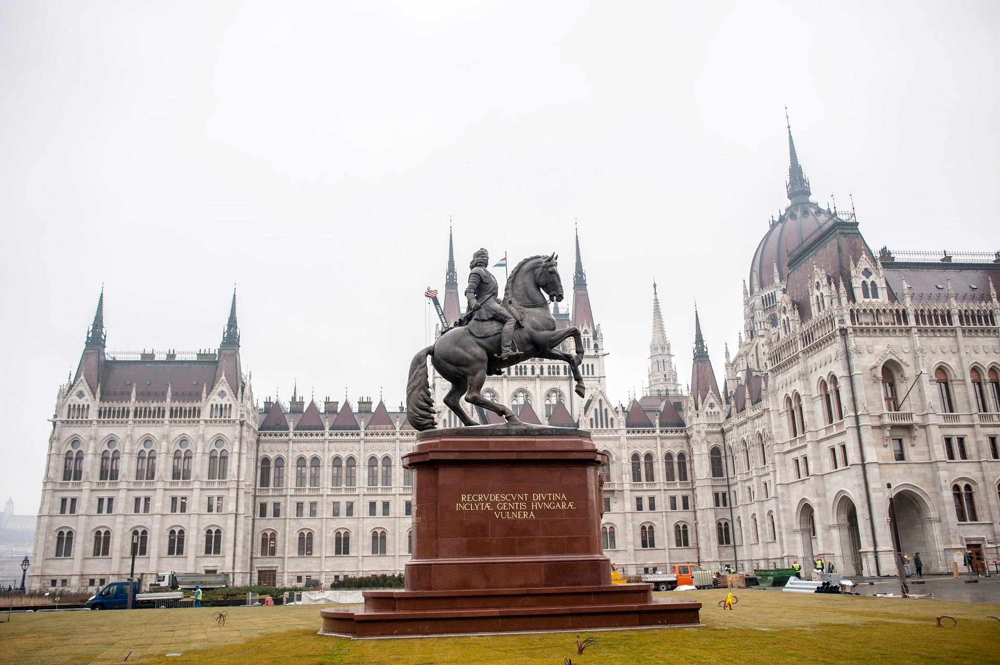 RECRVDESCVNT DIVTINA
INCLYTÆ GENTIS HVNGARÆ
VULNERA